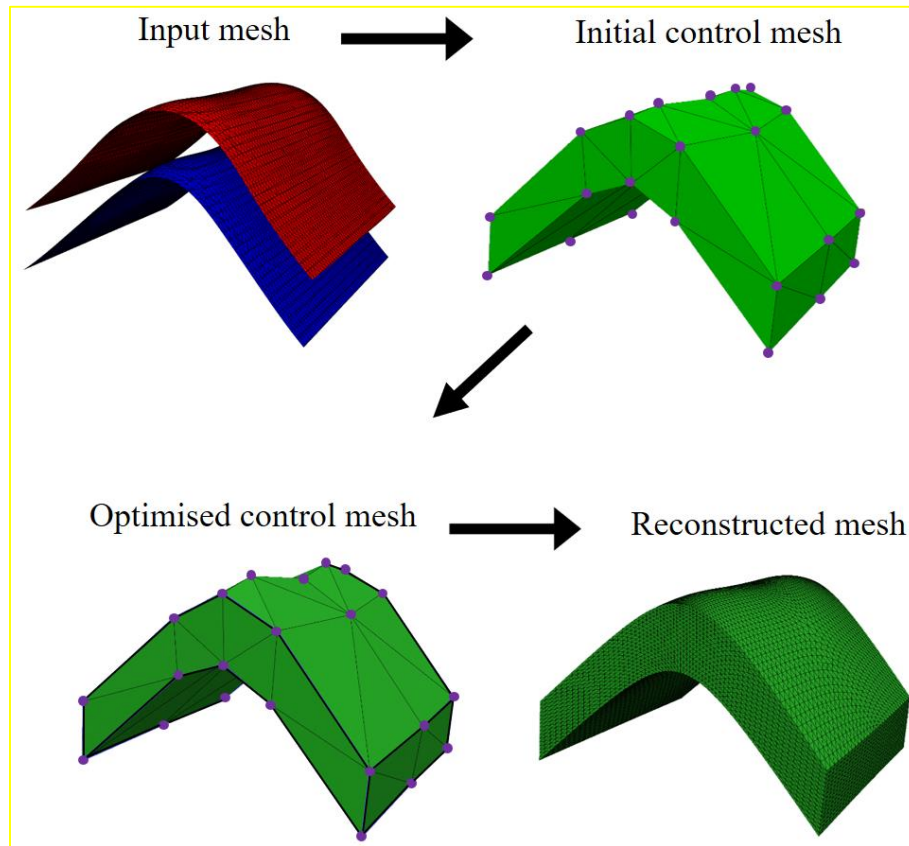 Input mesh
Initial control mesh
Optimised control mesh
Reconstructed mesh